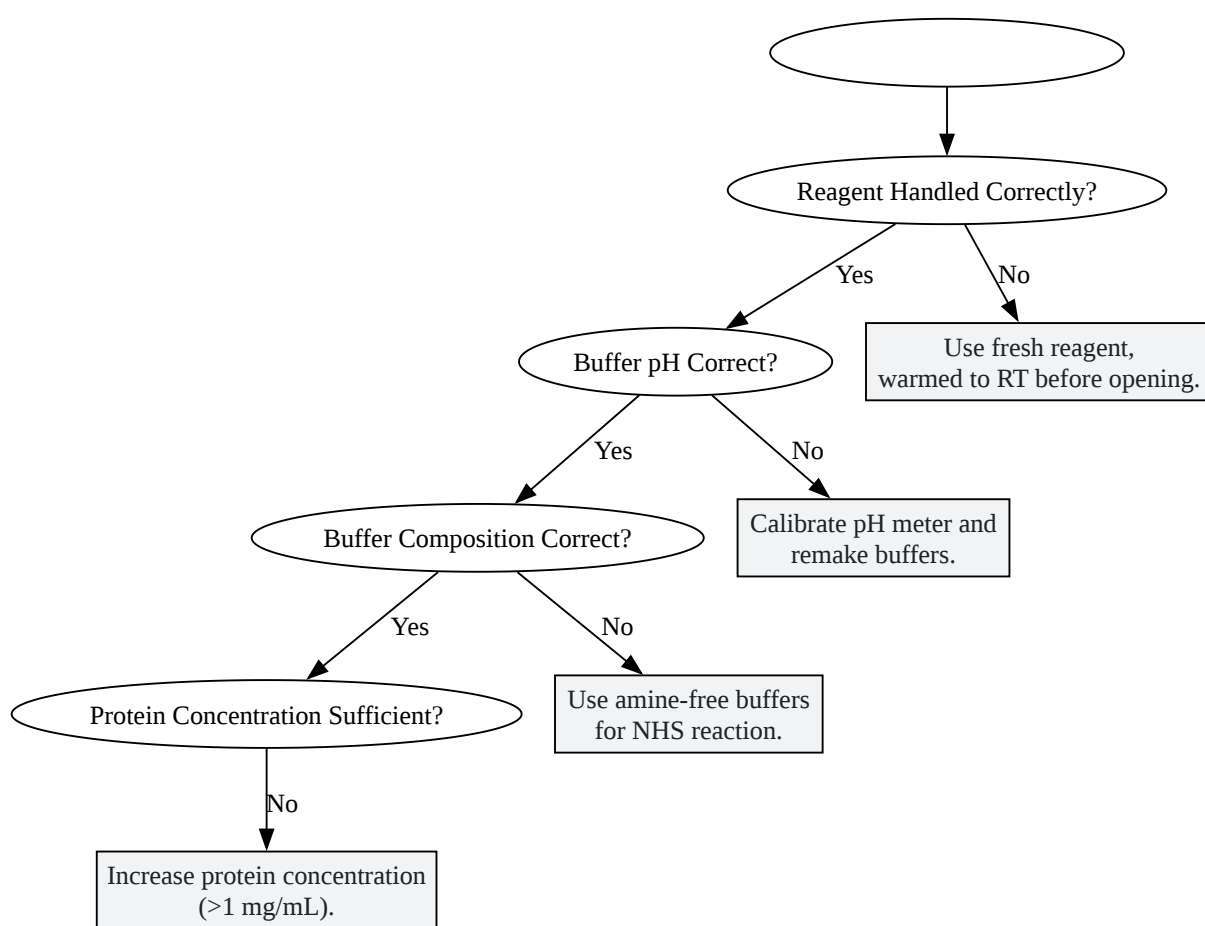 Reagent Handled Correctly?
Yes
No
Buffer pH Correct?
Use fresh reagent,
warmed to RT before opening.
Yes
No
Buffer Composition Correct?
Calibrate pH meter and
remake buffers.
Yes
No
Protein Concentration Sufficient?
Use amine-free buffers
for NHS reaction.
No
Increase protein concentration
(>1 mg/mL).